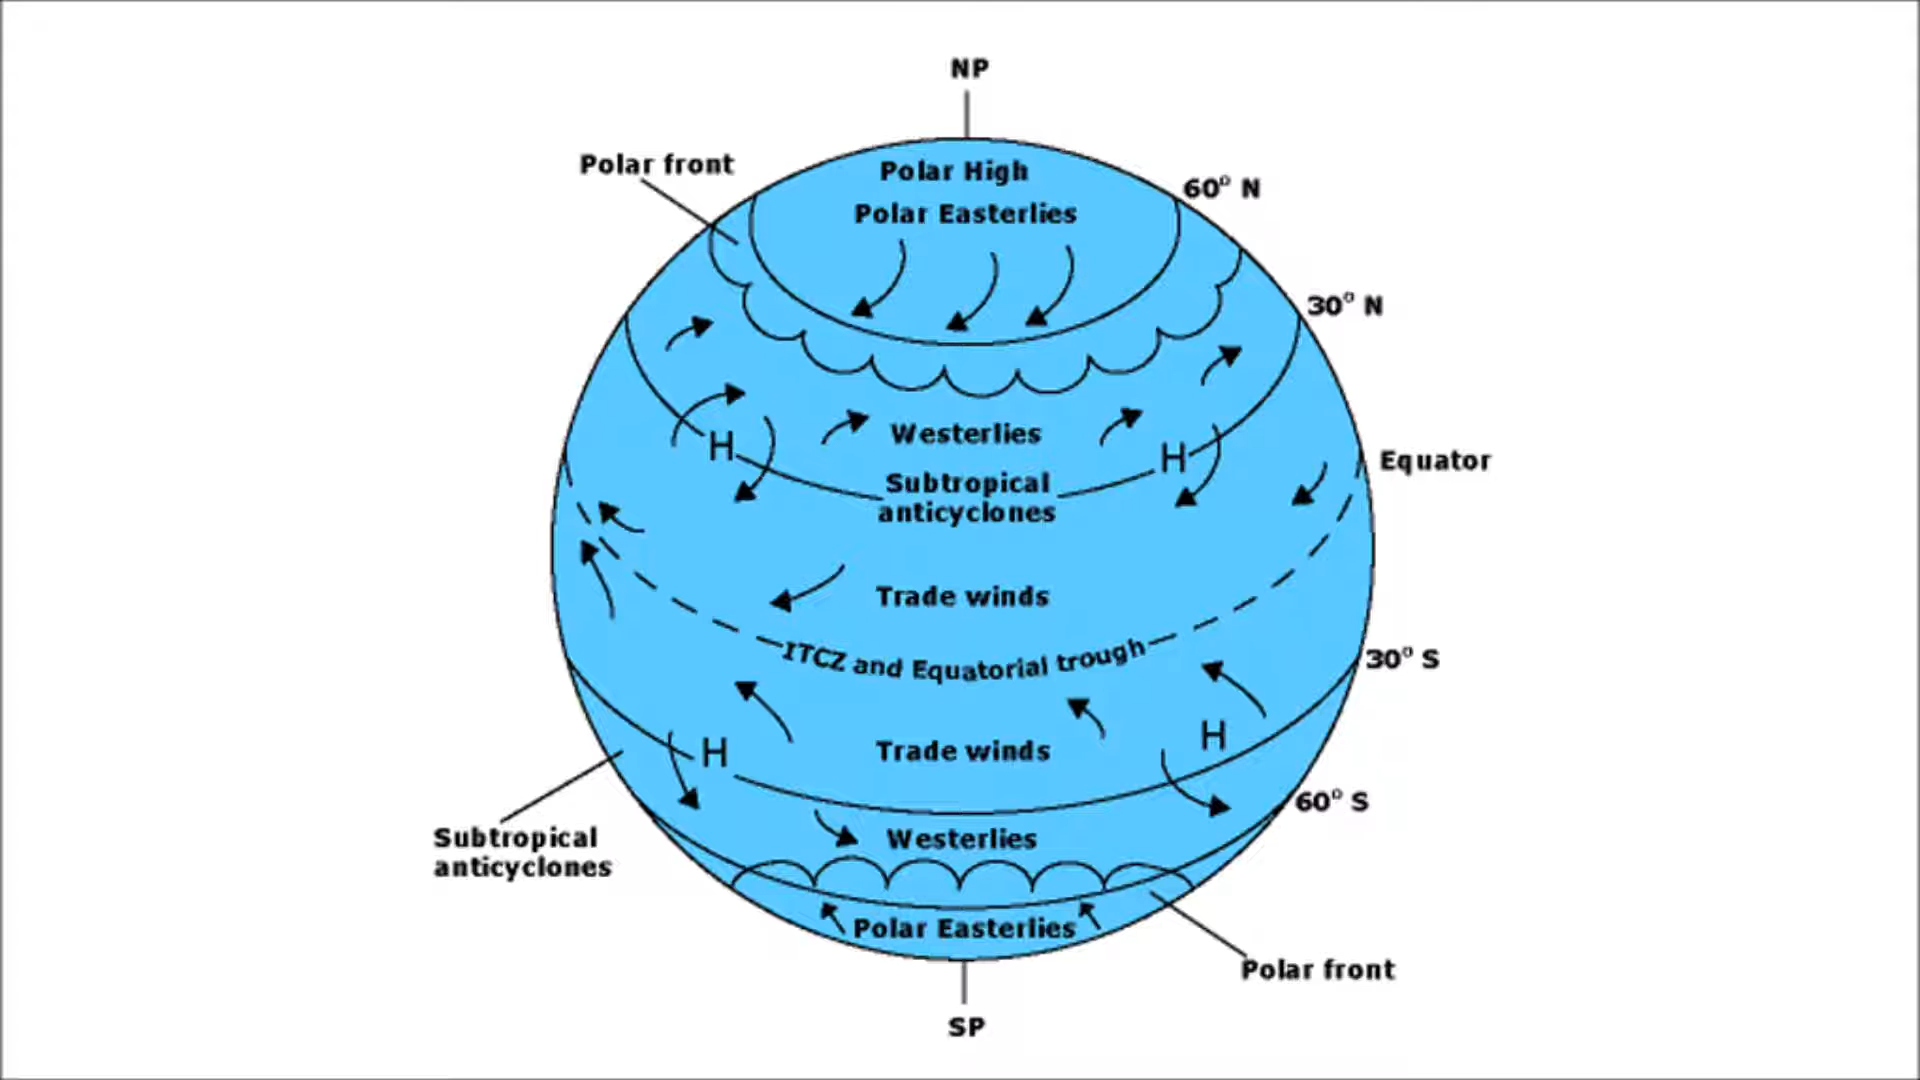 NP
Polar front
Polar High
60° N
Polar Easterlies
30° N
Westerlies
H
H
Equator
Subtropical
anticyclones
Trade winds
ITCZ and Equatorial trough
30° S
H
H
Trade winds
60° S
Subtropical
anticyclones
Westerlies
Polar Easterlies
Polar front
SP